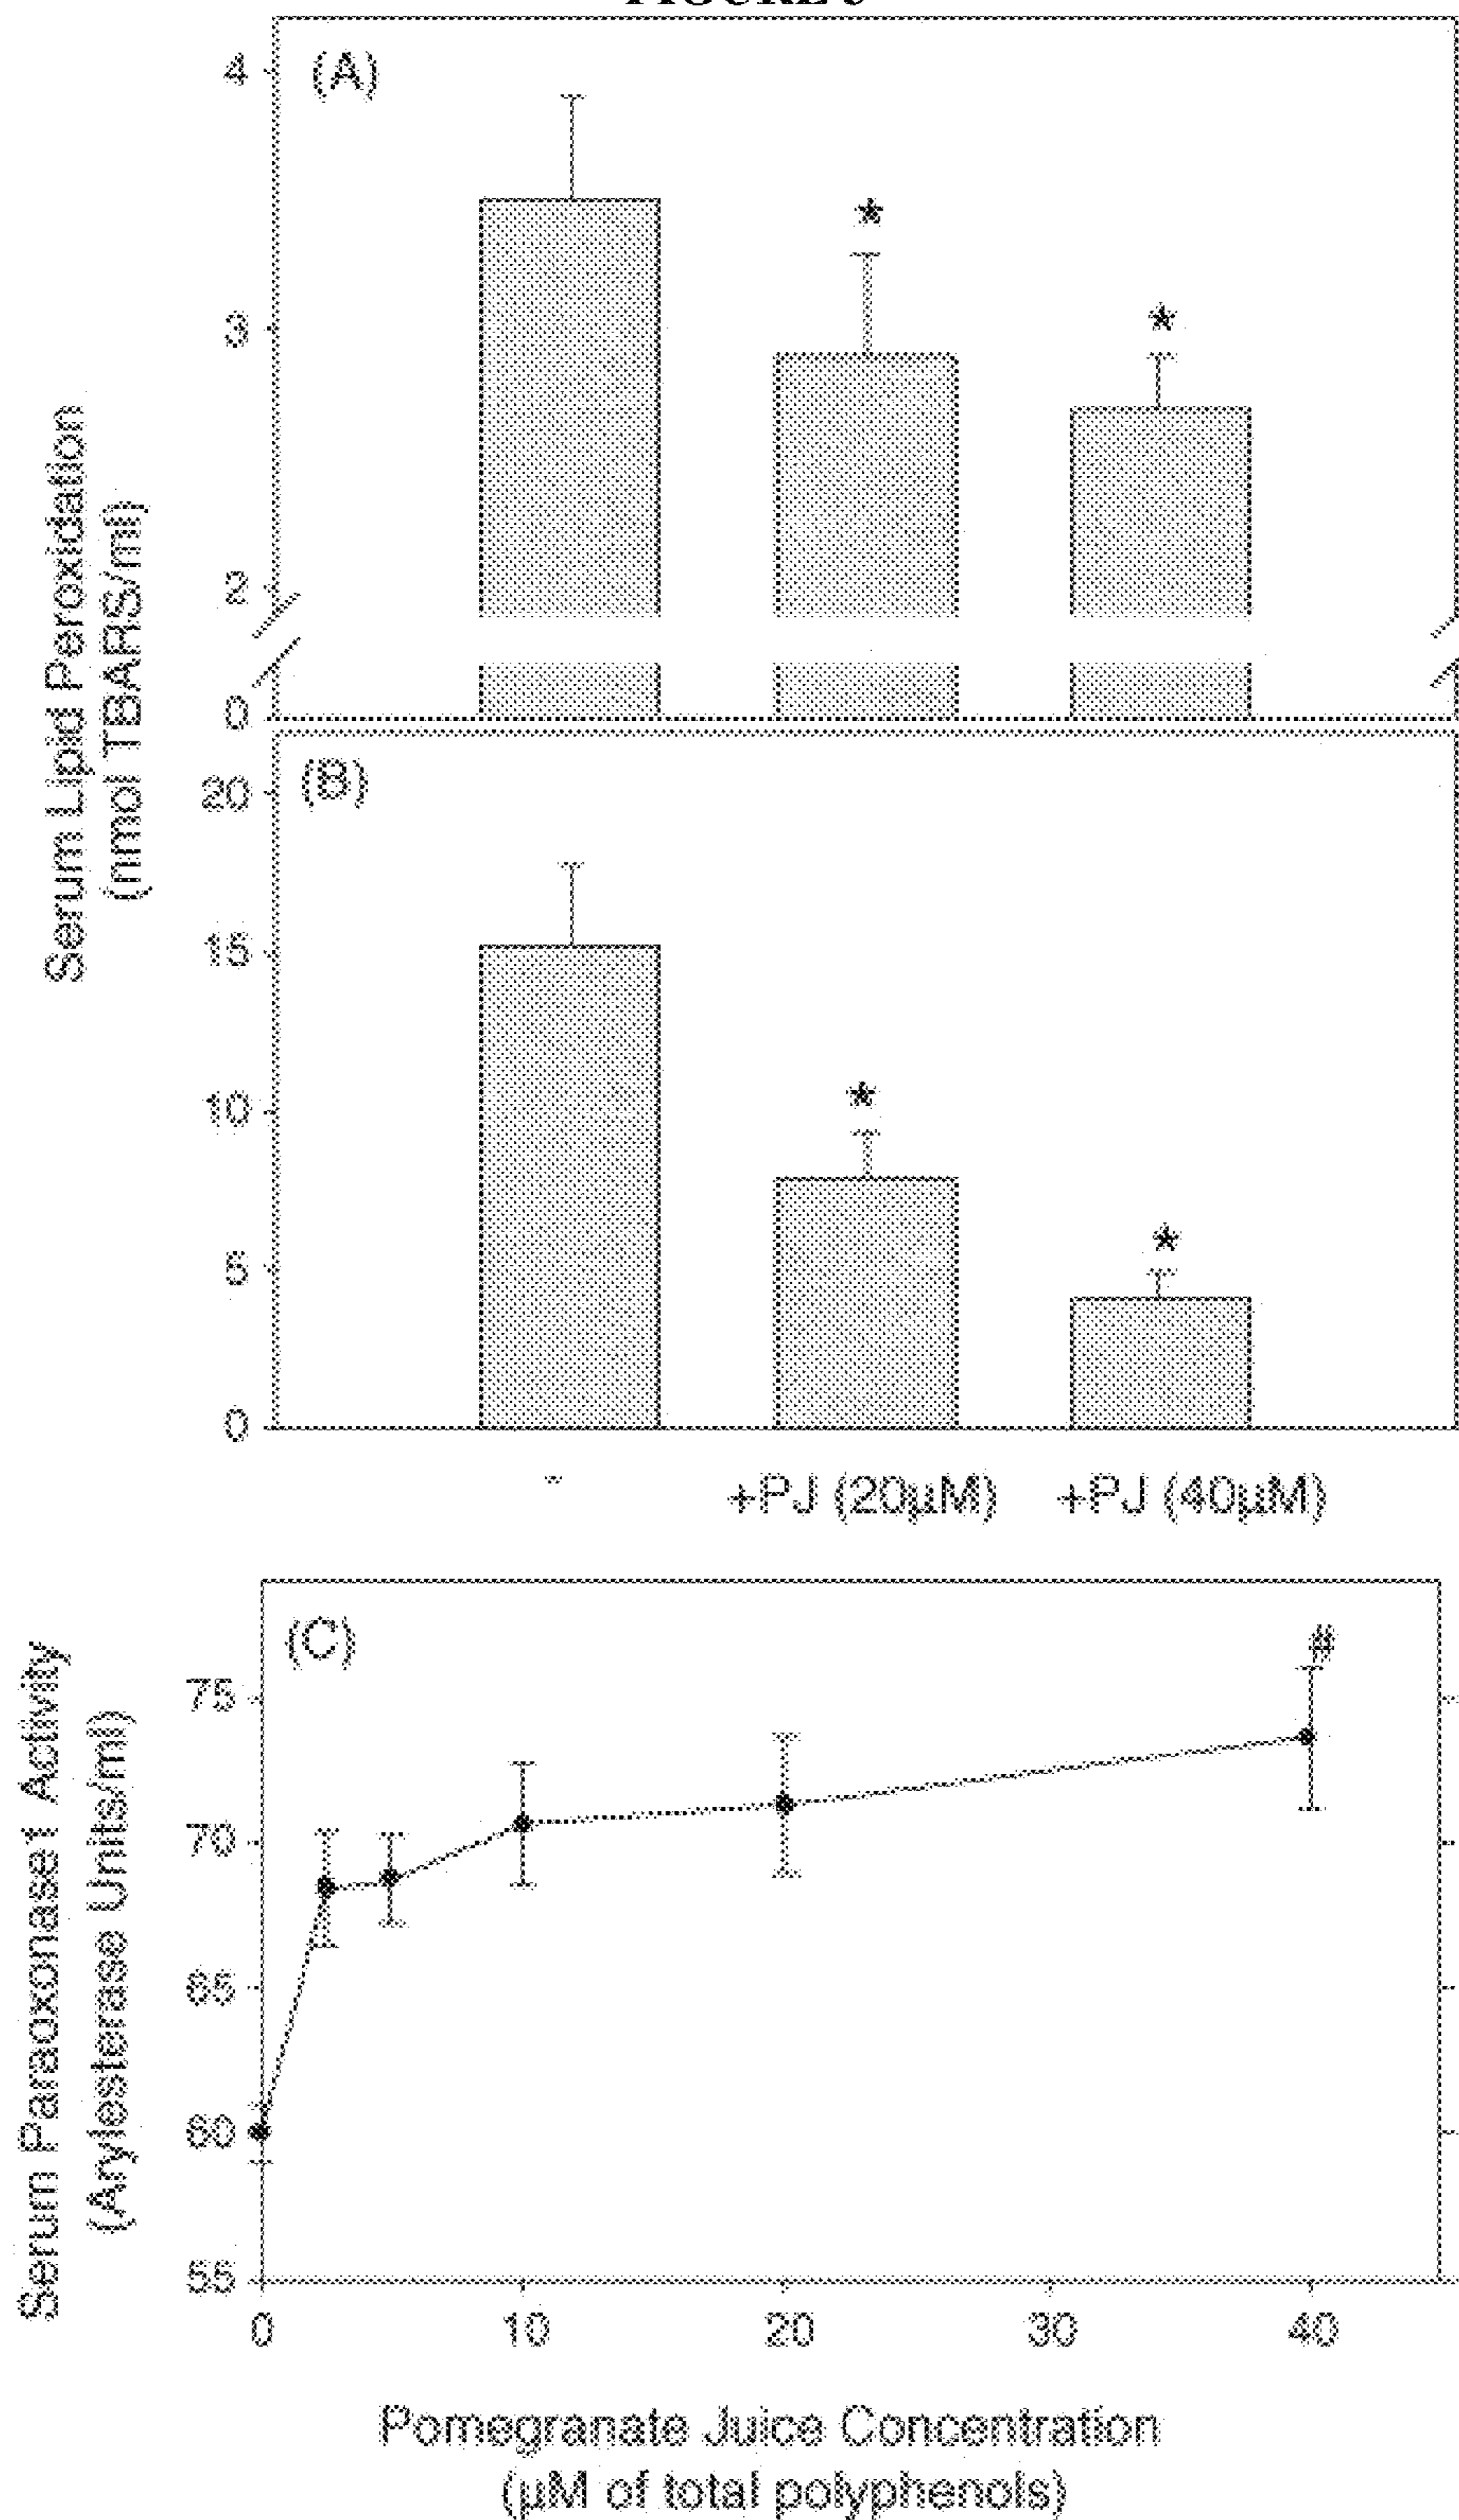 (A)
4
*
*
3
2
0
Serum Lipid Peroxidation
(nmol TBARS/ml)
(B)
20
15
10
*
*
5
0
- +PJ (20µM) +PJ (40µM)
(C)
#
75
70
65
60
55
Serum Paraoxonase1 Activity
(Arylesterase Units/ml)
0 10 20 30 40
Pomegranate Juice Concentration
(µM of total polyphenols)